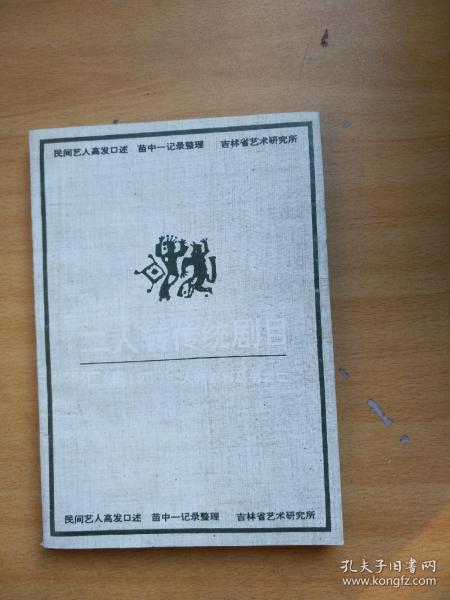 民间艺人高发口述 苗中一记录整理 吉林省艺术研究所
二人转传统剧目
汇编
民间艺人高发口述 苗中一记录整理 吉林省艺术研究所
孔夫子旧书网
www.kongfz.com